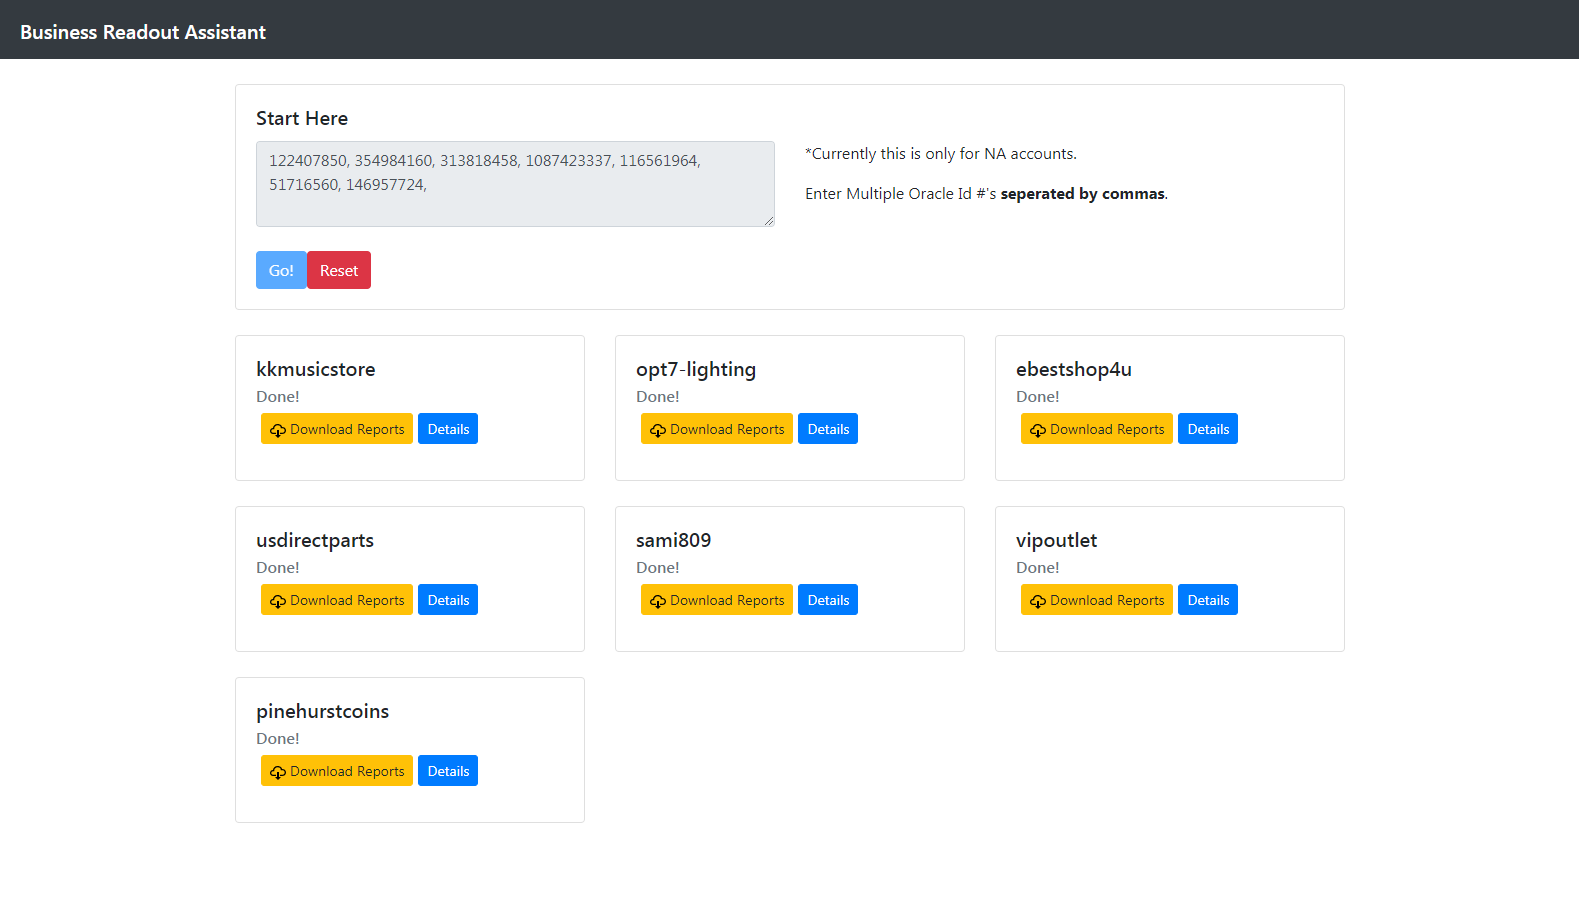 Business Readout Assistant
Start Here
122407850, 354984160, 313818458, 1087423337, 116561964,
51716560, 146957724,
*Currently this is only for NA accounts.
Enter Multiple Oracle Id #'s seperated by commas.
Go! Reset
kkmusicstore
Done!
Download Reports Details
opt7-lighting
Done!
Download Reports Details
ebestshop4u
Done!
Download Reports Details
usdirectparts
Done!
Download Reports Details
sami809
Done!
Download Reports Details
vipoutlet
Done!
Download Reports Details
pinehurstcoins
Done!
Download Reports Details